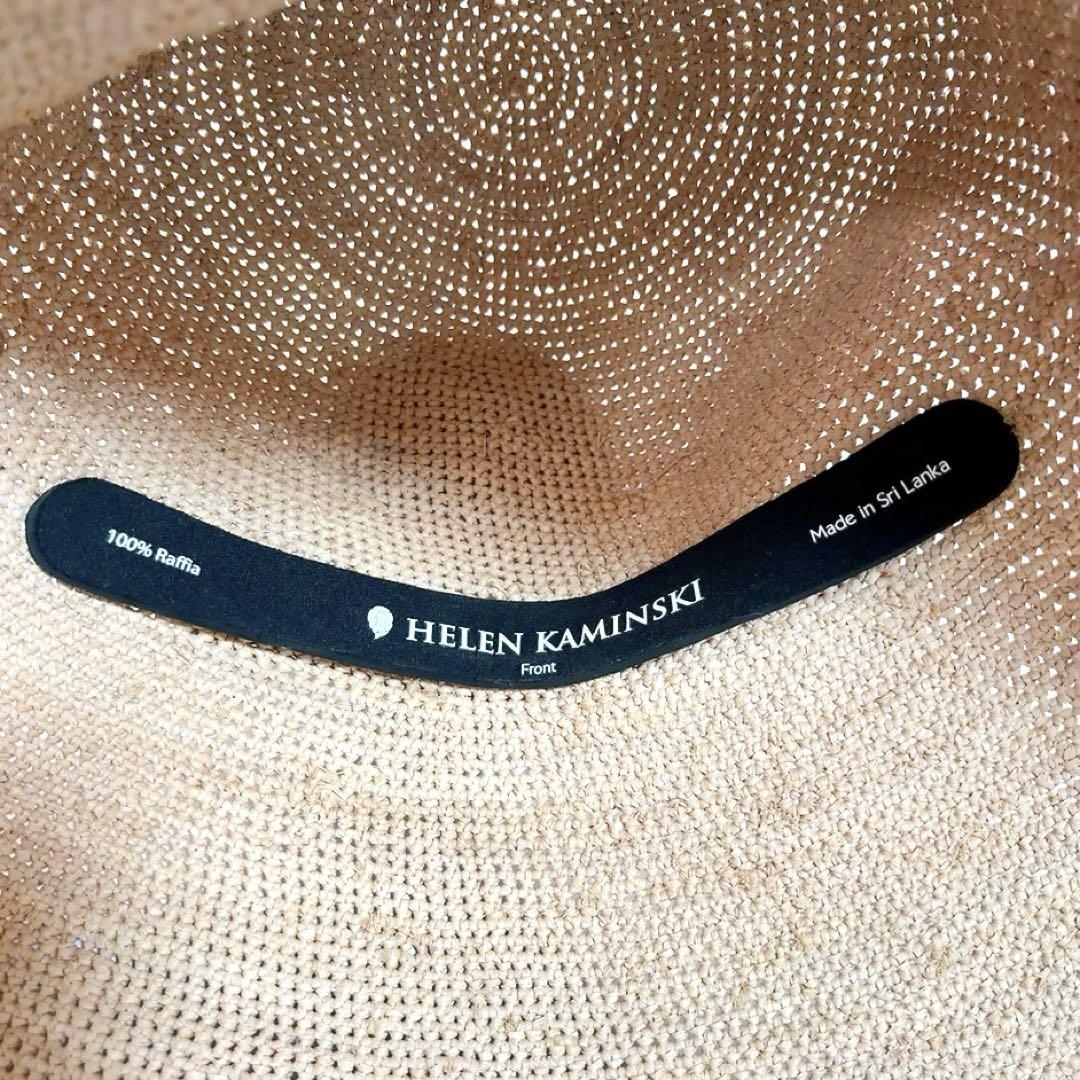 100% Raffia
HELEN KAMINSKI
Front
Made in Sri Lanka